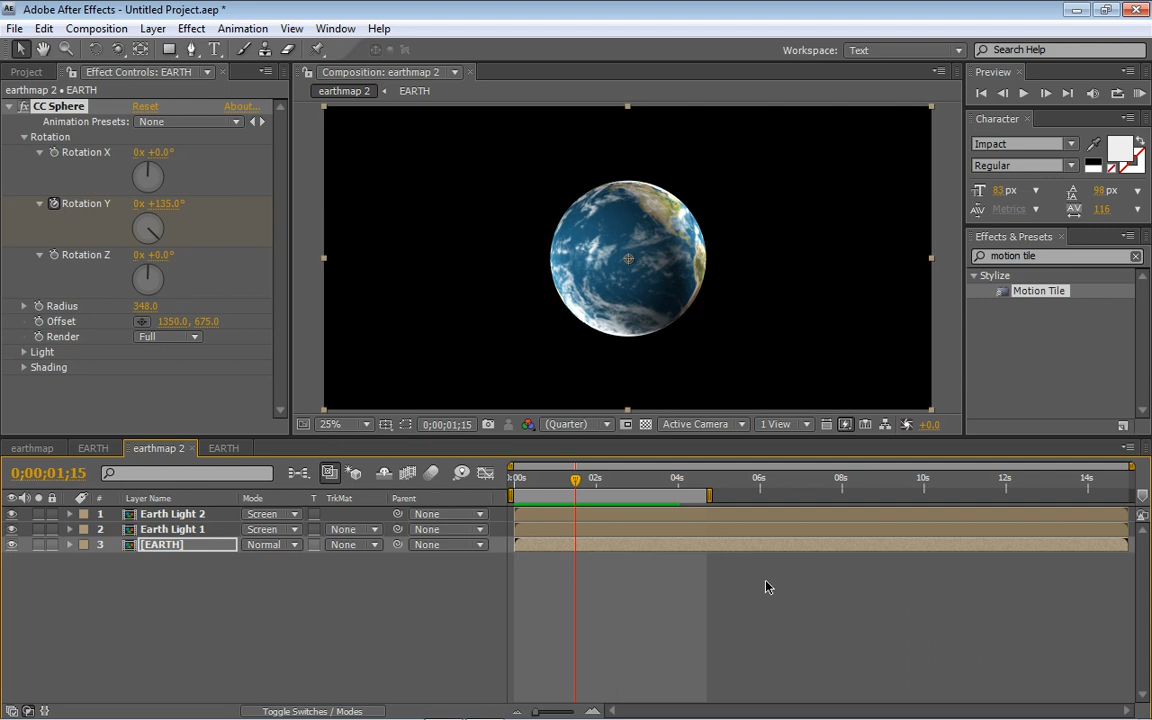 Adobe After Effects - Untitled Project.aep *
File Edit Composition Layer Effect Animation View Window Help
Workspace: Text Search Help
Project Effect Controls: EARTH Composition: earthmap 2 Preview
earthmap 2 • EARTH earthmap 2 EARTH
fx CC Sphere Reset About...
Animation Presets: None
Rotation
Rotation X 0x +0.0°
Rotation Y 0x +135.0°
Rotation Z 0x +0.0°
Radius 348.0
Offset 1350.0, 675.0
Render Full
Light
Shading
Character
Impact
Regular
83 px 98 px
Metrics 116
Effects & Presets
motion tile
Stylize
Motion Tile
25% 0;00;01;15 (Quarter) Active Camera 1 View +0.0
earthmap EARTH earthmap 2 EARTH
0;00;01;15 :00s 02s 04s 06s 08s 10s 12s 14s
# Layer Name Mode T TrkMat Parent
1 Earth Light 2 Screen None
2 Earth Light 1 Screen None None
3 [EARTH] Normal None None
Toggle Switches / Modes